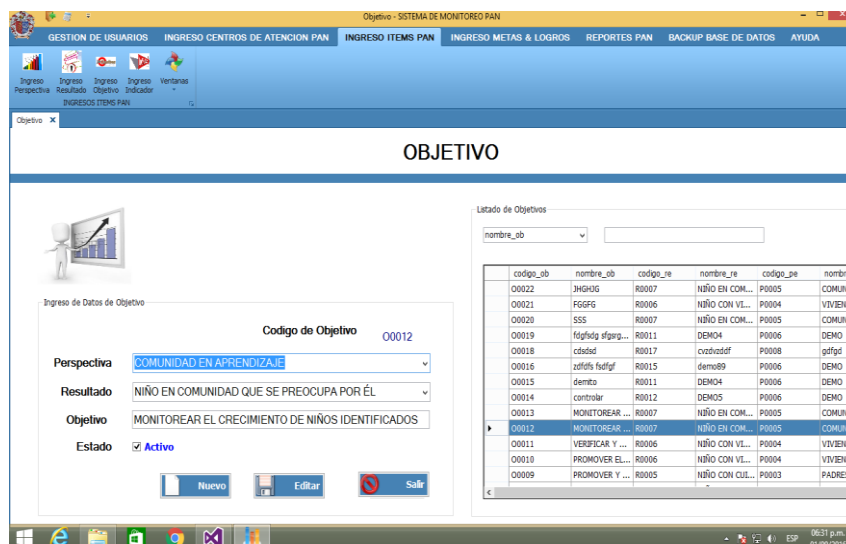 Objetivo - SISTEMA DE MONITOREO PAN
GESTION DE USUARIOS INGRESO CENTROS DE ATENCION PAN INGRESO ITEMS PAN INGRESO METAS & LOGROS REPORTES PAN BACKUP BASE DE DATOS AYUDA
Ingreso Perspectiva Ingreso Resultado Ingreso Objetivo Ingreso Indicador Ventanas
INGRESOS ITEMS PAN
Objetivo X
OBJETIVO
Listado de Objetivos
nombre_ob
Ingreso de Datos de Objetivo
Codigo de Objetivo O0012
Perspectiva COMUNIDAD EN APRENDIZAJE
Resultado NIÑO EN COMUNIDAD QUE SE PREOCUPA POR ÉL
Objetivo MONITOREAR EL CRECIMIENTO DE NIÑOS IDENTIFICADOS
Estado Activo
Nuevo Editar Salir
codigo_ob nombre_ob codigo_re nombre_re codigo_pe nombr
O0022 JHGHJG R0007 NIÑO EN COM... P0005 COMUN
O0021 FGGFG R0006 NIÑO CON VI... P0004 VIVIEN
O0020 SSS R0007 NIÑO EN COM... P0005 COMUN
O0019 fdgfsdg sfgsrg... R0011 DEMO4 P0006 DEMO
O0018 cdsdsd R0017 cvzdvzddf P0008 gdfgd
O0016 zdfdfs fsdfgf R0015 demo89 P0006 DEMO
O0015 demito R0011 DEMO4 P0006 DEMO
O0014 controlar R0012 DEMO5 P0006 DEMO
O0013 MONITOREAR ... R0007 NIÑO EN COM... P0005 COMUN
O0012 MONITOREAR ... R0007 NIÑO EN COM... P0005 COMUN
O0011 VERIFICAR Y ... R0006 NIÑO CON VI... P0004 VIVIEN
O0010 PROMOVER EL... R0006 NIÑO CON VI... P0004 VIVIEN
O0009 PROMOVER Y ... R0005 NIÑO CON CUI... P0003 PADRES
ESP 06:31 p.m.